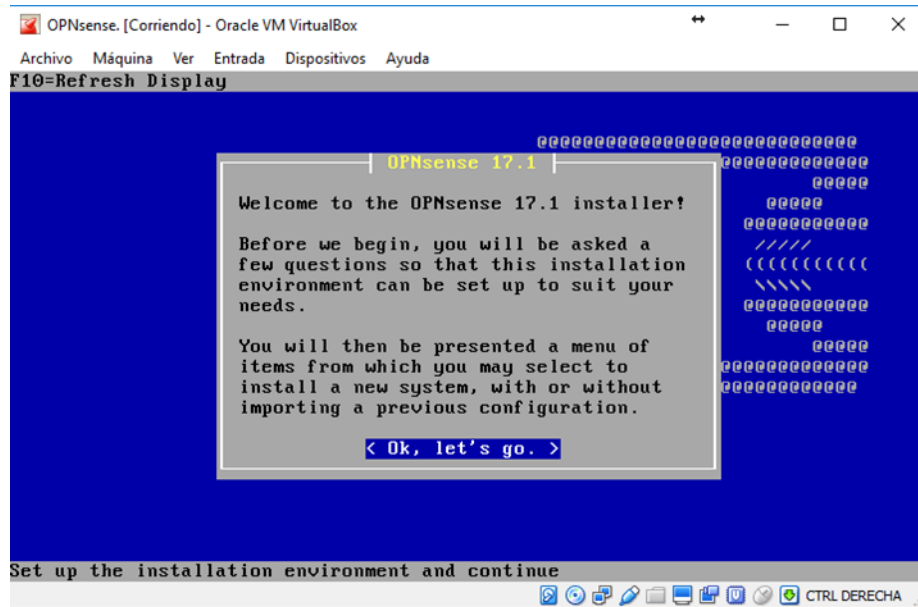 OPNsense. [Corriendo] - Oracle VM VirtualBox
Archivo Máquina Ver Entrada Dispositivos Ayuda
F10=Refresh Display
OPNsense 17.1
Welcome to the OPNsense 17.1 installer!
Before we begin, you will be asked a
few questions so that this installation
environment can be set up to suit your
needs.
You will then be presented a menu of
items from which you may select to
install a new system, with or without
importing a previous configuration.
< Ok, let's go. >
Set up the installation environment and continue
CTRL DERECHA